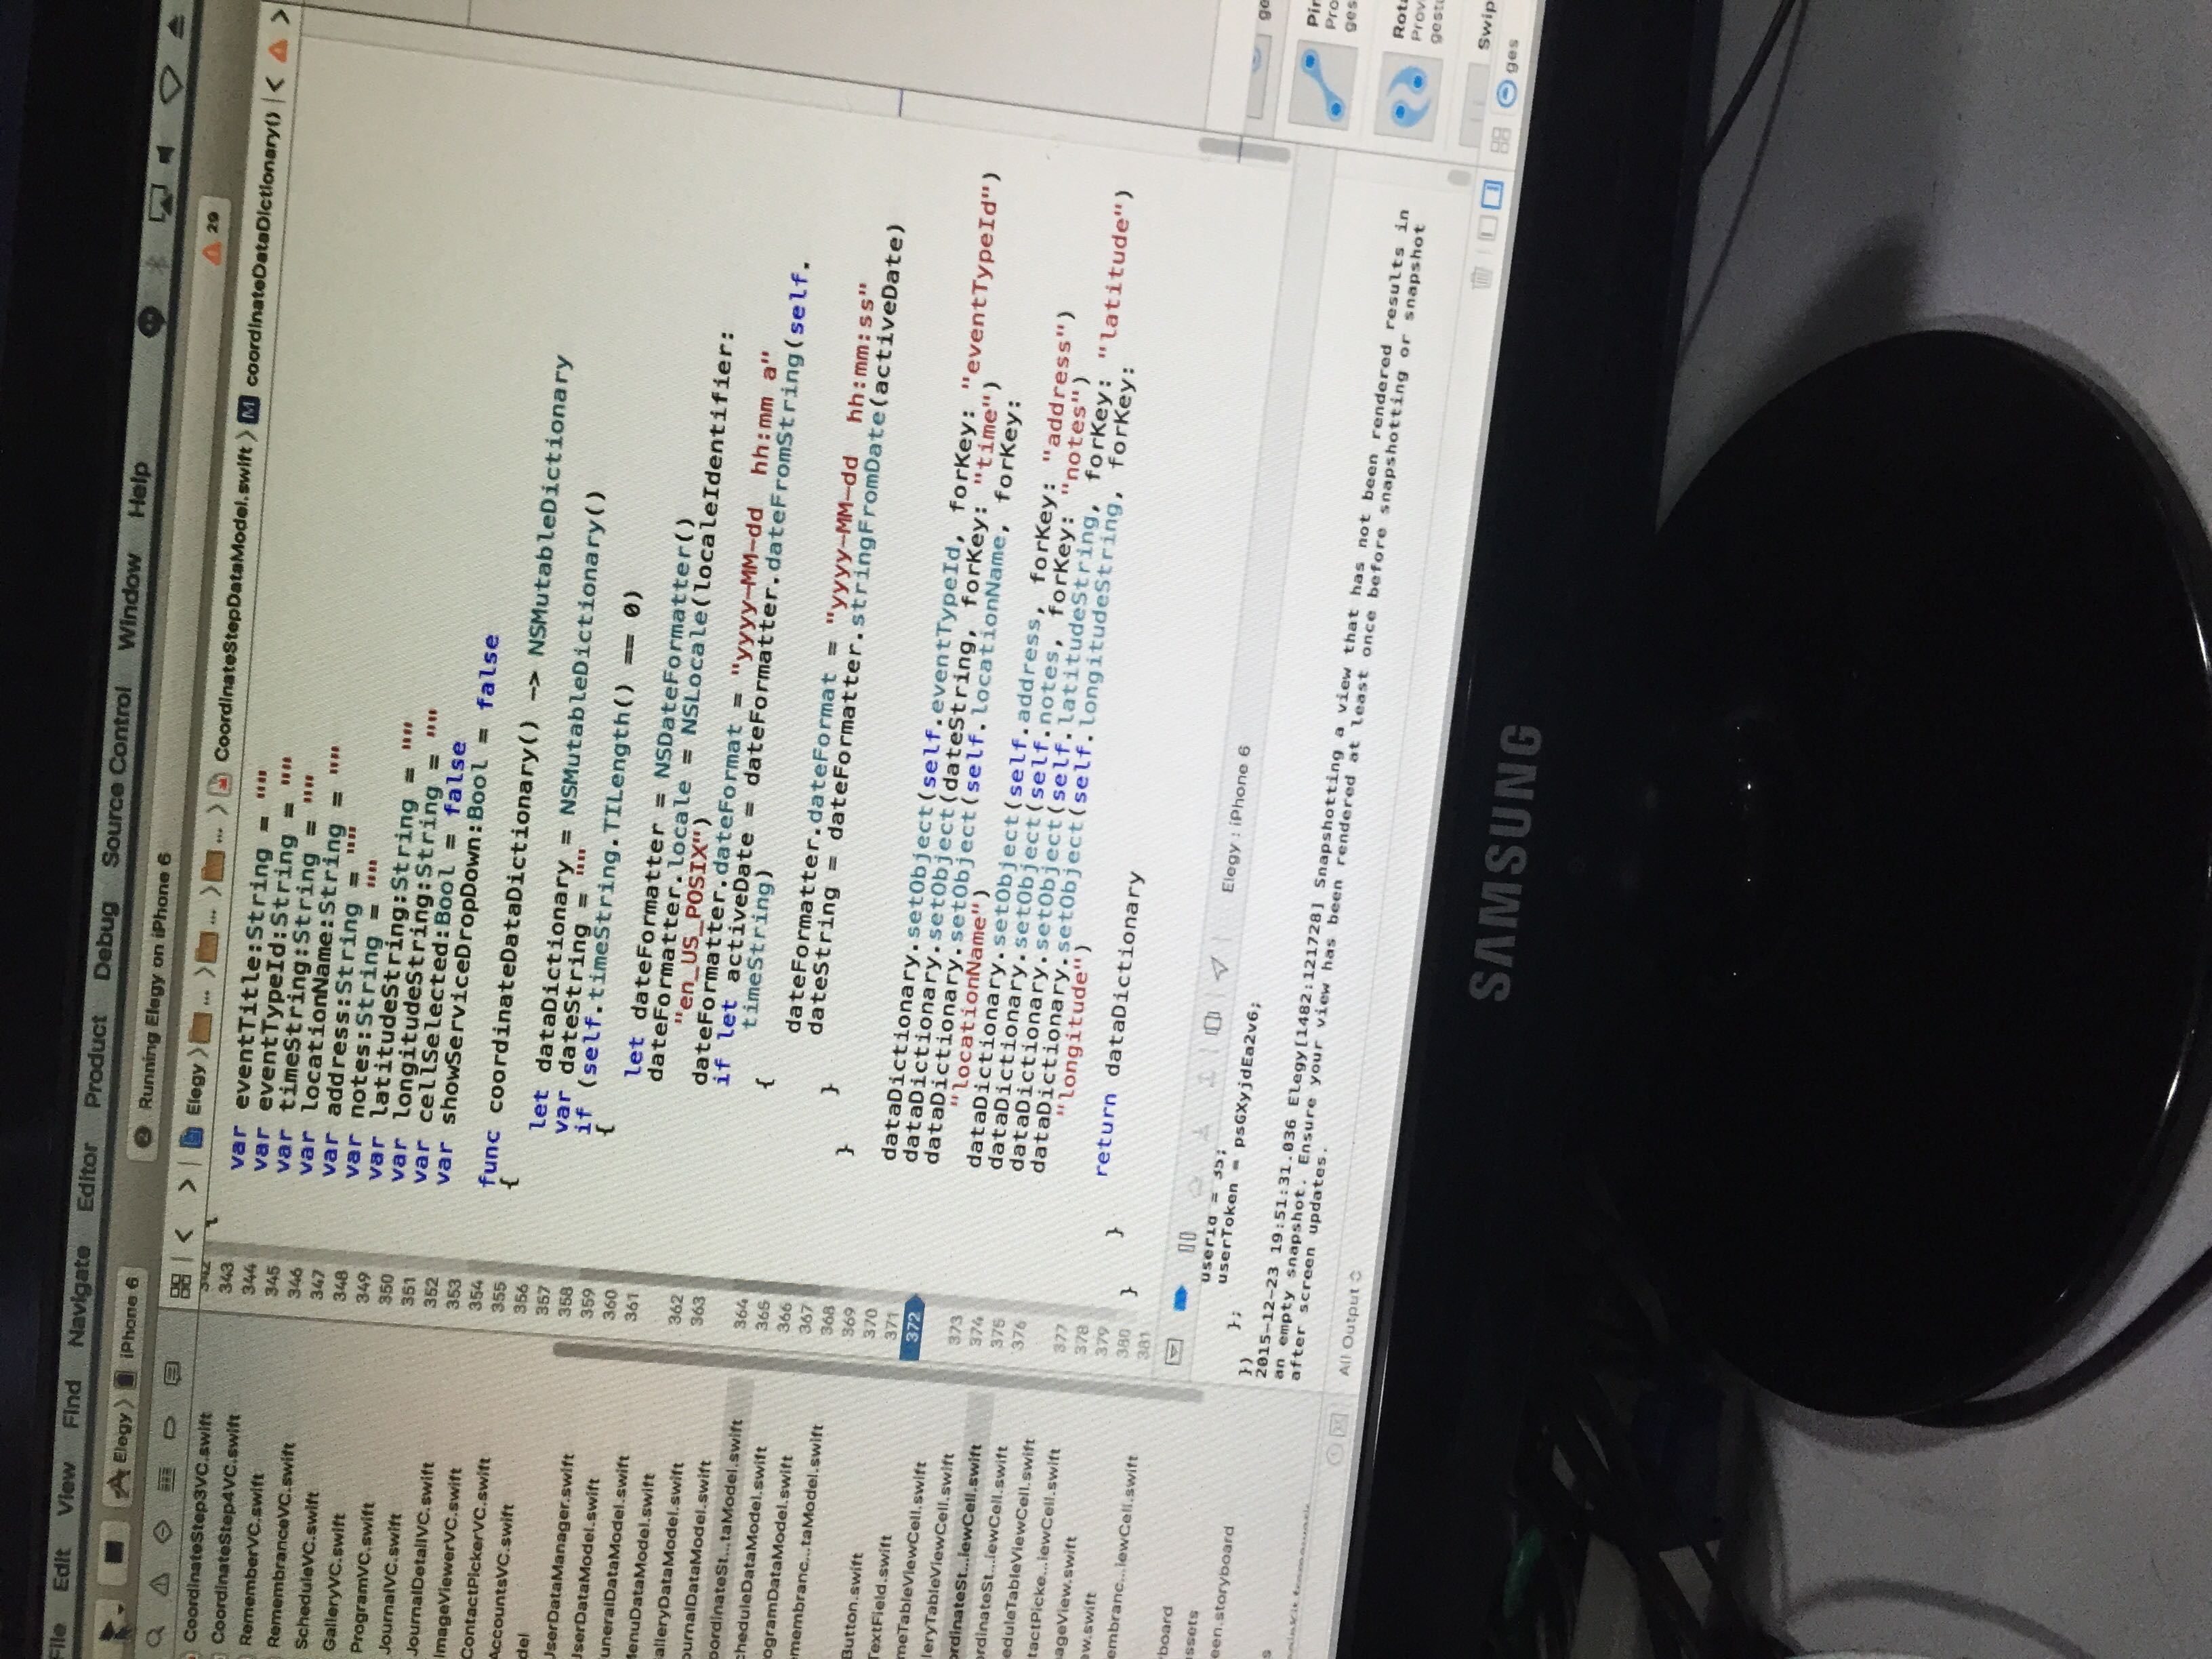 File Edit View Find Navigate Editor Product Debug Source Control Window Help
Elegy iPhone 6
2 Running Elegy on iPhone 6
29
Elegy ... ... ... CoordinateStepDataModel.swift M coordinateDataDictionary()
CoordinateStep3VC.swift
CoordinateStep4VC.swift
RememberVC.swift
RemembranceVC.swift
ScheduleVC.swift
GalleryVC.swift
ProgramVC.swift
JournalVC.swift
JournalDetailVC.swift
ImageViewerVC.swift
ContactPickerVC.swift
AccountsVC.swift
del
UserDataManager.swift
UserDataModel.swift
uneralDataModel.swift
MenuDataModel.swift
alleryDataModel.swift
ournalDataModel.swift
oordinateSt...taModel.swift
cheduleDataModel.swift
ogramDataModel.swift
emembranc...taModel.swift
Button.swift
TextField.swift
meTableViewCell.swift
leryTableViewCell.swift
ordinateSt...iewCell.swift
rdinateSt...iewCell.swift
eduleTableViewCell.swift
tactPicke...iewCell.swift
ageView.swift
ew.swift
embranc...iewCell.swift
board
ssets
een.storyboard
s
342 {
343
344
345
346
347
348
349
350
351
352
353
354
355
356
357
358
359
360
361
362
363
364
365
366
367
368
369
370
371
372
373
374
375
376
377
378
379
380
381
var eventTitle:String = ""
var eventTypeId:String = ""
var timeString:String = ""
var locationName:String = ""
var address:String = ""
var notes:String = ""
var latitudeString:String = ""
var longitudeString:String = ""
var cellSelected:Bool = false
var showServiceDropDown:Bool = false
func coordinateDataDictionary() -> NSMutableDictionary
{
let dataDictionary = NSMutableDictionary()
var dateString = ""
if (self.timeString.TILength() == 0)
{
let dateFormatter = NSDateFormatter()
dateFormatter.locale = NSLocale(localeIdentifier:
"en_US_POSIX")
dateFormatter.dateFormat = "yyyy-MM-dd hh:mm a"
if let activeDate = dateFormatter.dateFromString(self.
timeString)
{
dateFormatter.dateFormat = "yyyy-MM-dd hh:mm:ss"
dateString = dateFormatter.stringFromDate(activeDate)
}
}
dataDictionary.setObject(self.eventTypeId, forKey: "eventTypeId")
dataDictionary.setObject(dateString, forKey: "time")
dataDictionary.setObject(self.locationName, forKey:
"locationName")
dataDictionary.setObject(self.address, forKey: "address")
dataDictionary.setObject(self.notes, forKey: "notes")
dataDictionary.setObject(self.latitudeString, forKey: "latitude")
dataDictionary.setObject(self.longitudeString, forKey:
"longitude")
return dataDictionary
}
}
Elegy : iPhone 6
userId = 35;
userToken = psGXyjdEa2v6;
};
})
2015-12-23 19:51:31.036 Elegy[1482:121728] Snapshotting a view that has not been rendered results in
an empty snapshot. Ensure your view has been rendered at least once before snapshotting or snapshot
after screen updates.
All Output
ge
Pin
Pro
ges
Rota
Prov
gest
Swip
ges
SAMSUNG